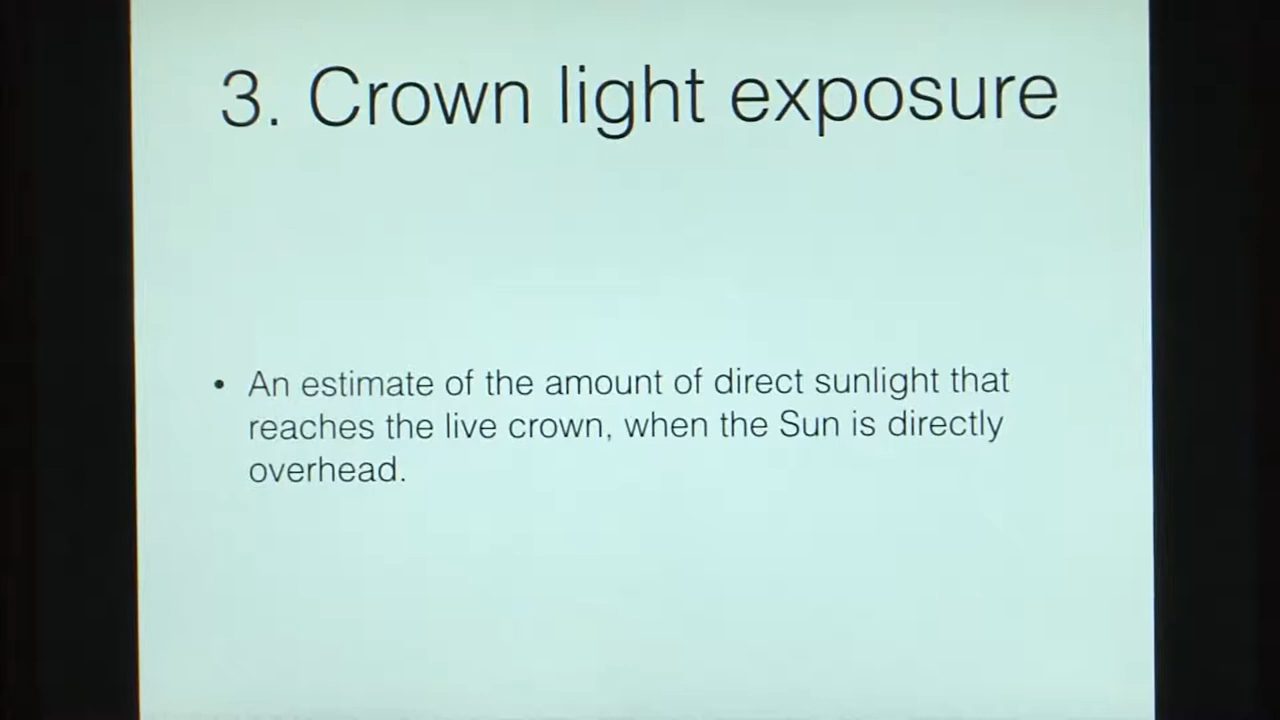 3. Crown light exposure
• An estimate of the amount of direct sunlight that
reaches the live crown, when the Sun is directly
overhead.